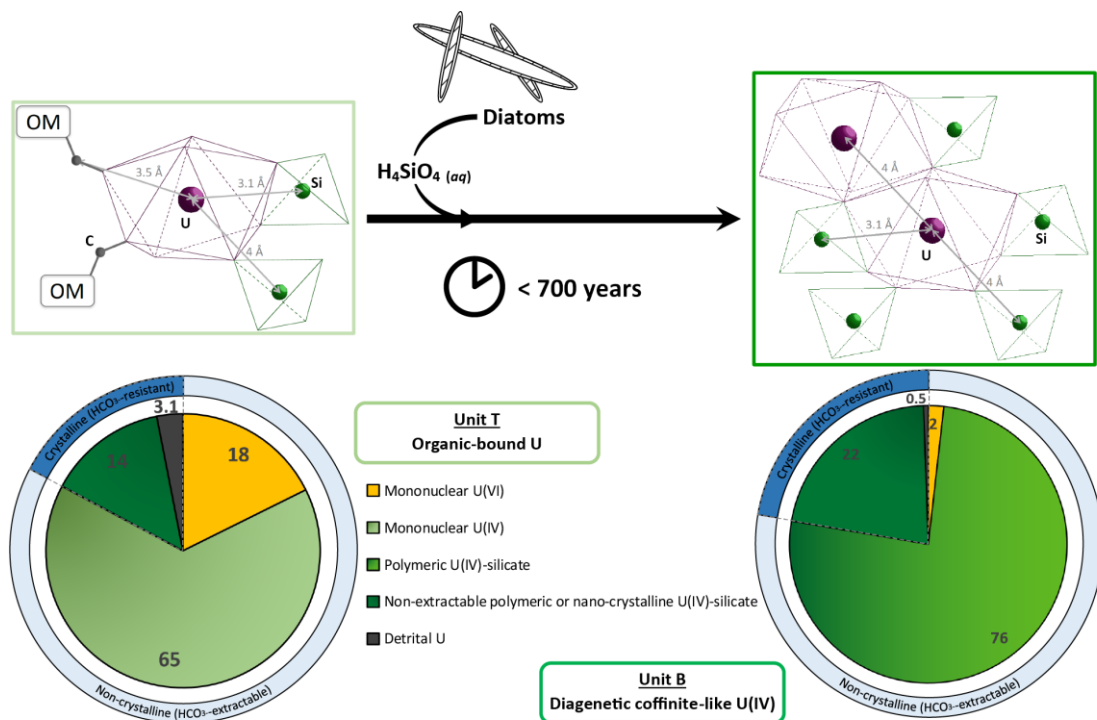 Diatoms
H₄SiO₄ (aq)
< 700 years
OM
3.5 Å
3.1 Å
Si
U
C
4 Å
OM
4 Å
3.1 Å
U
Si
4 Å
Crystalline (HCO₃--resistant)
3.1
14
18
65
Non-crystalline (HCO₃--extractable)
Unit T
Organic-bound U
Mononuclear U(VI)
Mononuclear U(IV)
Polymeric U(IV)-silicate
Non-extractable polymeric or nano-crystalline U(IV)-silicate
Detrital U
Unit B
Diagenetic coffinite-like U(IV)
Crystalline (HCO₃--resistant)
0.5
2
22
76
Non-crystalline (HCO₃--extractable)